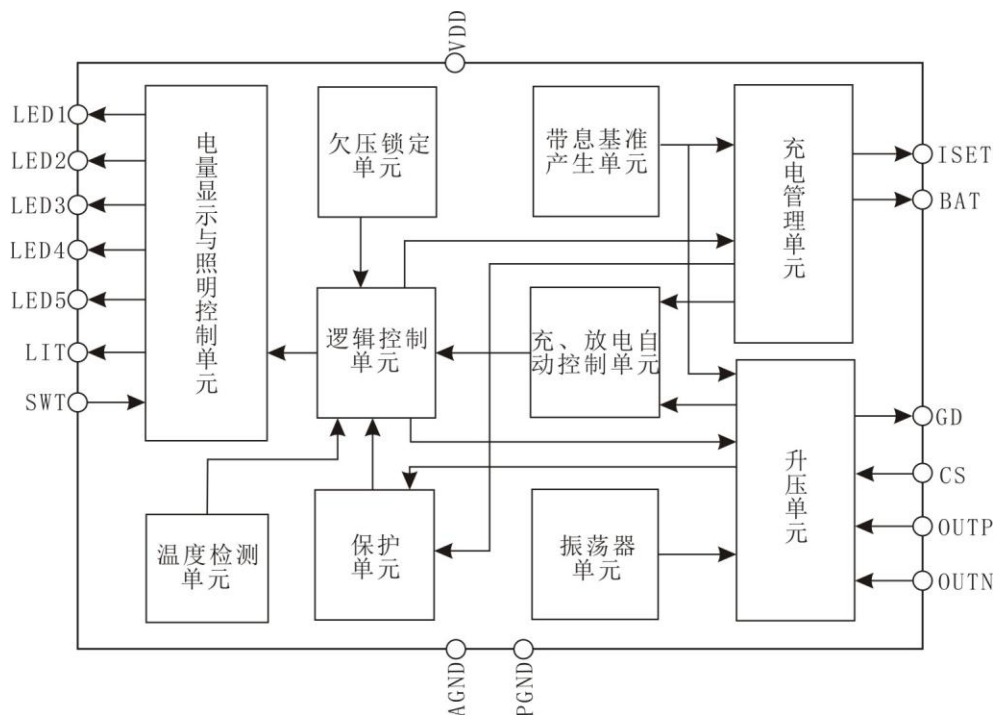 VDD
LED1
LED2
LED3
LED4
LED5
LIT
SWT
电量显示与照明控制单元
欠压锁定
单元
带息基准
产生单元
充电管理单元
ISET
BAT
逻辑控制
单元
充、放电自
动控制单元
升压单元
GD
CS
OUTP
OUTN
温度检测
单元
保护
单元
振荡器
单元
AGND
PGND